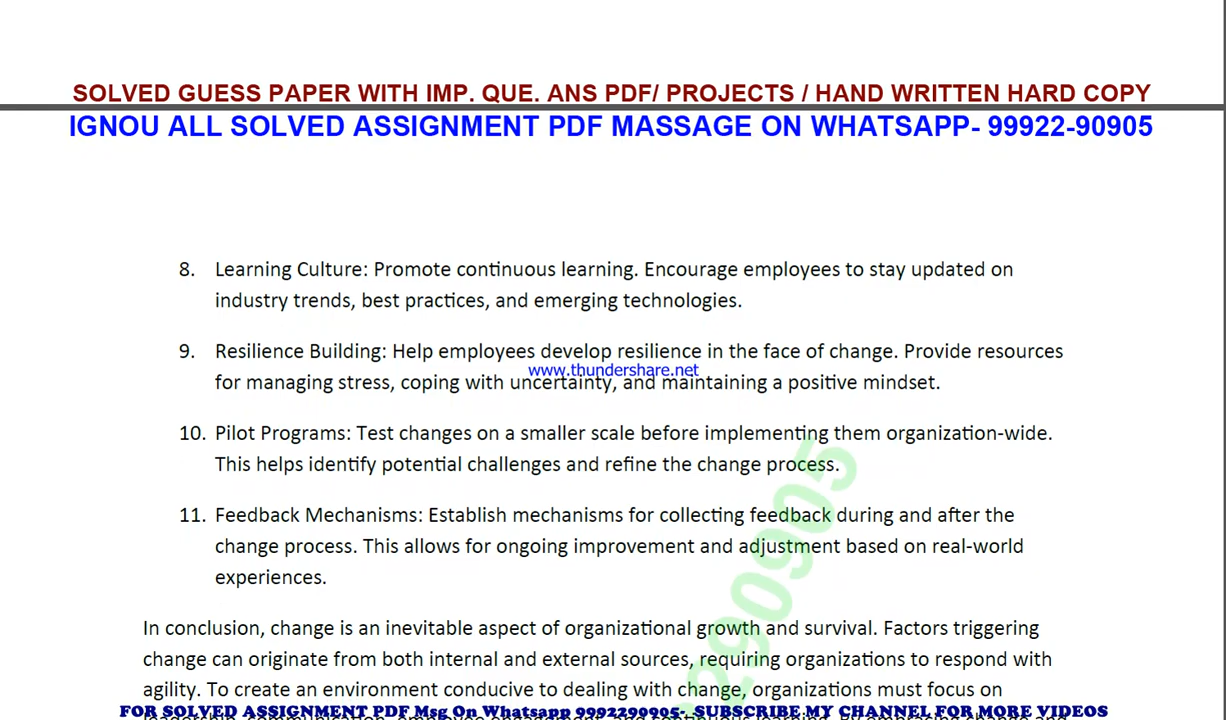 SOLVED GUESS PAPER WITH IMP. QUE. ANS PDF/ PROJECTS / HAND WRITTEN HARD COPY
IGNOU ALL SOLVED ASSIGNMENT PDF MASSAGE ON WHATSAPP- 99922-90905
8. Learning Culture: Promote continuous learning. Encourage employees to stay updated on
industry trends, best practices, and emerging technologies.
9. Resilience Building: Help employees develop resilience in the face of change. Provide resources
www.thundershare.net
for managing stress, coping with uncertainty, and maintaining a positive mindset.
10. Pilot Programs: Test changes on a smaller scale before implementing them organization-wide.
This helps identify potential challenges and refine the change process.
11. Feedback Mechanisms: Establish mechanisms for collecting feedback during and after the
change process. This allows for ongoing improvement and adjustment based on real-world
experiences.
290905
In conclusion, change is an inevitable aspect of organizational growth and survival. Factors triggering
change can originate from both internal and external sources, requiring organizations to respond with
agility. To create an environment conducive to dealing with change, organizations must focus on
FOR SOLVED ASSIGNMENT PDF Msg On Whatsapp 9992290905-, SUBSCRIBE MY CHANNEL FOR MORE VIDEOS